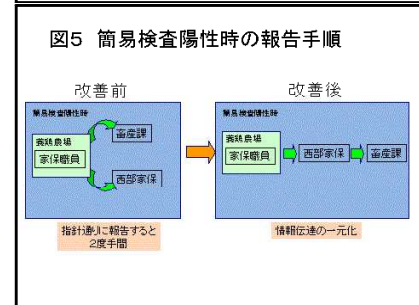 図5 簡易検査陽性時の報告手順
改善前
改善後
簡易検査陽性時
養鶏農場
家保職員
畜産課
西部家保
指針通りに報告すると
2度手間
簡易検査陽性時
養鶏農場
家保職員
西部家保
畜産課
情報伝達の一元化